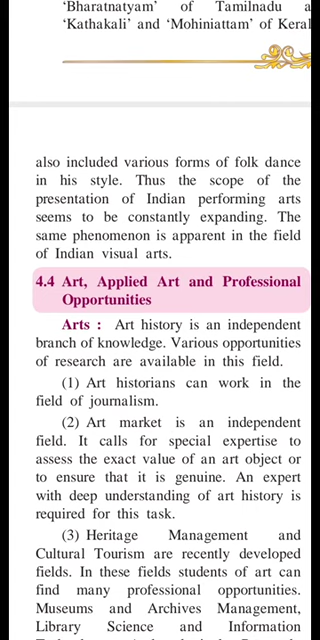 'Bharatnatyam' of Tamilnadu
'Kathakali' and 'Mohiniattam' of
also included various forms of folk dance
in his style. Thus the scope of the
presentation of Indian performing arts
seems to be constantly expanding. The
same phenomenon is apparent in the field
of Indian visual arts.
4.4 Art, Applied Art and Professional
Opportunities
Arts : Art history is an independent
branch of knowledge. Various opportunities
of research are available in this field.
(1) Art historians can work in the
field of journalism.
(2) Art market is an independent
field. It calls for special expertise to
assess the exact value of an art object or
to ensure that it is genuine. An expert
with deep understanding of art history is
required for this task.
(3) Heritage Management and
Cultural Tourism are recently developed
fields. In these fields students of art can
find many professional opportunities.
Museums and Archives Management,
Library Science and Information